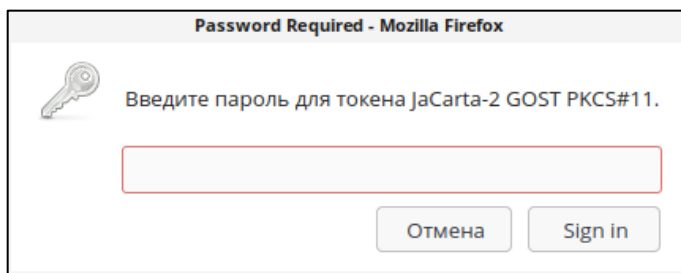 Password Required - Mozilla Firefox
Введите пароль для токена JaCarta-2 GOST PKCS#11.
Отмена
Sign in